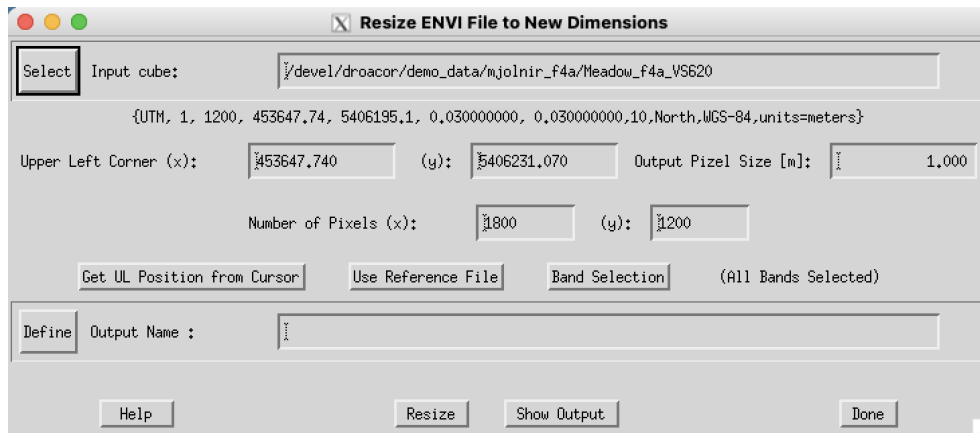 Resize ENVI File to New Dimensions
Select Input cube: /devel/droacor/demo_data/mjolnir_f4a/Meadow_f4a_VS620
{UTM, 1, 1200, 453647.74, 5406195.1, 0.030000000, 0.030000000,10,North,WGS-84,units=meters}
Upper Left Corner (x): 453647.740 (y): 5406231.070 Output Pizel Size [m]: 1.000
Number of Pixels (x): 1800 (y): 1200
Get UL Position from Cursor Use Reference File Band Selection (All Bands Selected)
Define Output Name :
Help Resize Show Output Done